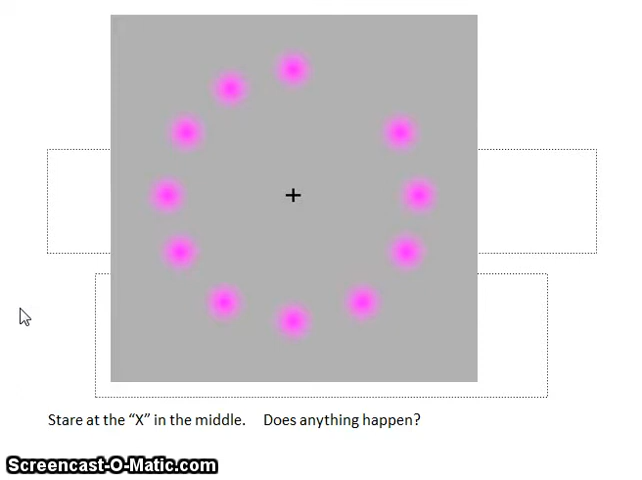 +
Stare at the “X” in the middle. Does anything happen?
Screencast-O-Matic.com